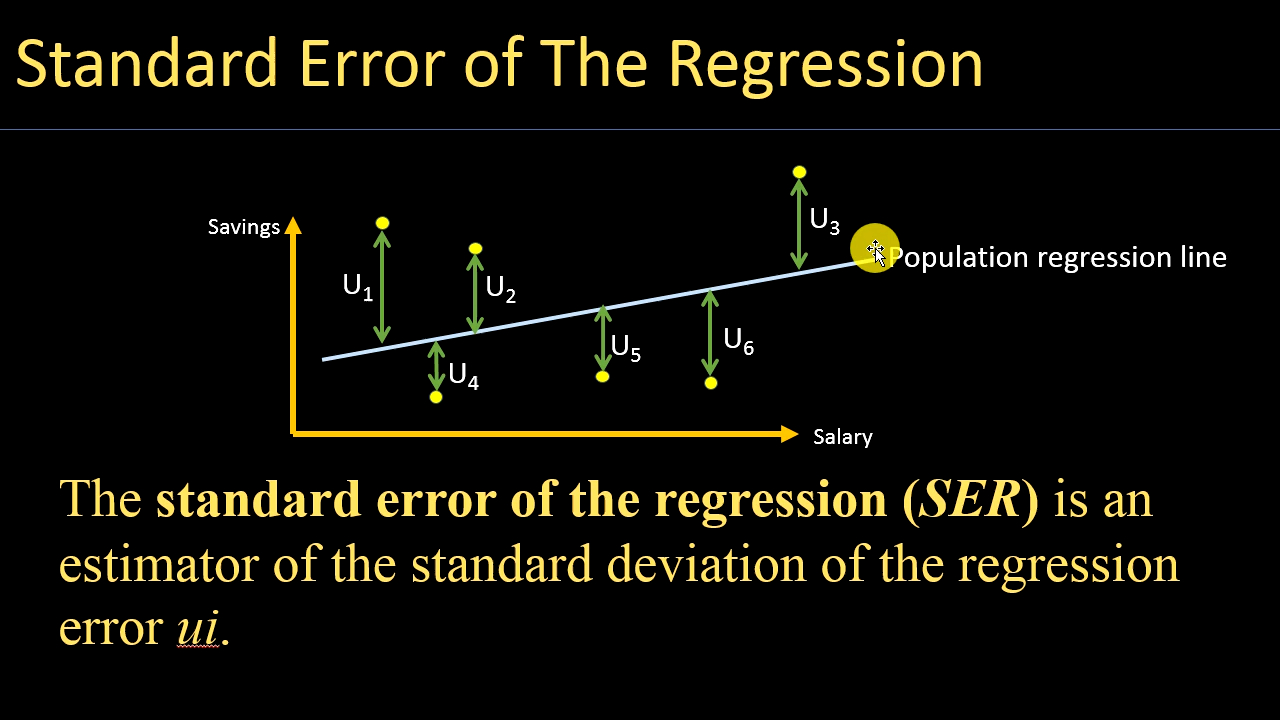 Standard Error of The Regression
Savings
U3
Population regression line
U1
U2
U5
U6
U4
Salary
The standard error of the regression (SER) is an
estimator of the standard deviation of the regression
error ui.